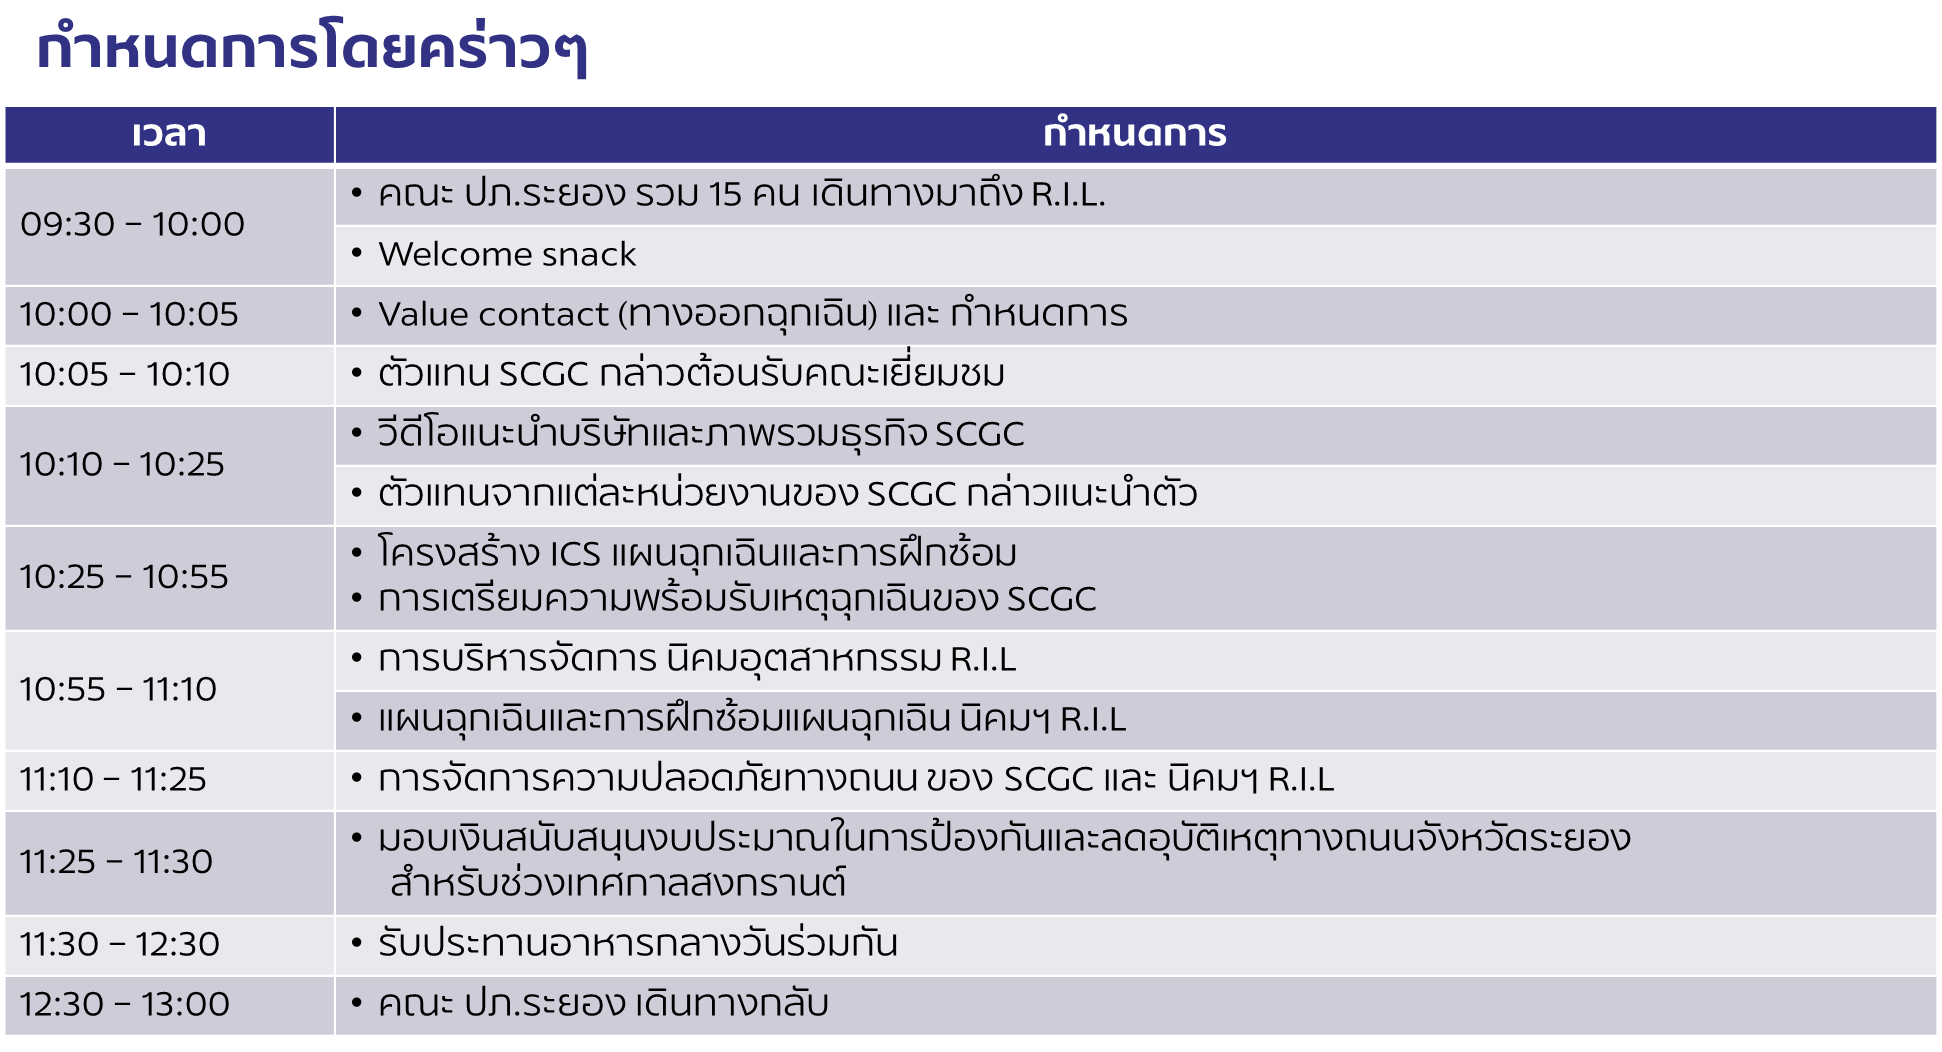 กำหนดการโดยคร่าวๆ
เวลา กำหนดการ
09:30 – 10:00
• คณะ ปภ.ระยอง รวม 15 คน เดินทางมาถึง R.I.L.
• Welcome snack
10:00 – 10:05 • Value contact (ทางออกฉุกเฉิน) และ กำหนดการ
10:05 – 10:10 • ตัวแทน SCGC กล่าวต้อนรับคณะเยี่ยมชม
10:10 – 10:25
• วีดีโอแนะนำบริษัทและภาพรวมธุรกิจ SCGC
• ตัวแทนจากแต่ละหน่วยงานของ SCGC กล่าวแนะนำตัว
10:25 – 10:55
• โครงสร้าง ICS แผนฉุกเฉินและการฝึกซ้อม
• การเตรียมความพร้อมรับเหตุฉุกเฉินของ SCGC
10:55 – 11:10
• การบริหารจัดการ นิคมอุตสาหกรรม R.I.L
• แผนฉุกเฉินและการฝึกซ้อมแผนฉุกเฉิน นิคมฯ R.I.L
11:10 – 11:25 • การจัดการความปลอดภัยทางถนน ของ SCGC และ นิคมฯ R.I.L
11:25 – 11:30
• มอบเงินสนับสนุนงบประมาณในการป้องกันและลดอุบัติเหตุทางถนนจังหวัดระยอง
สำหรับช่วงเทศกาลสงกรานต์
11:30 – 12:30 • รับประทานอาหารกลางวันร่วมกัน
12:30 – 13:00 • คณะ ปภ.ระยอง เดินทางกลับ